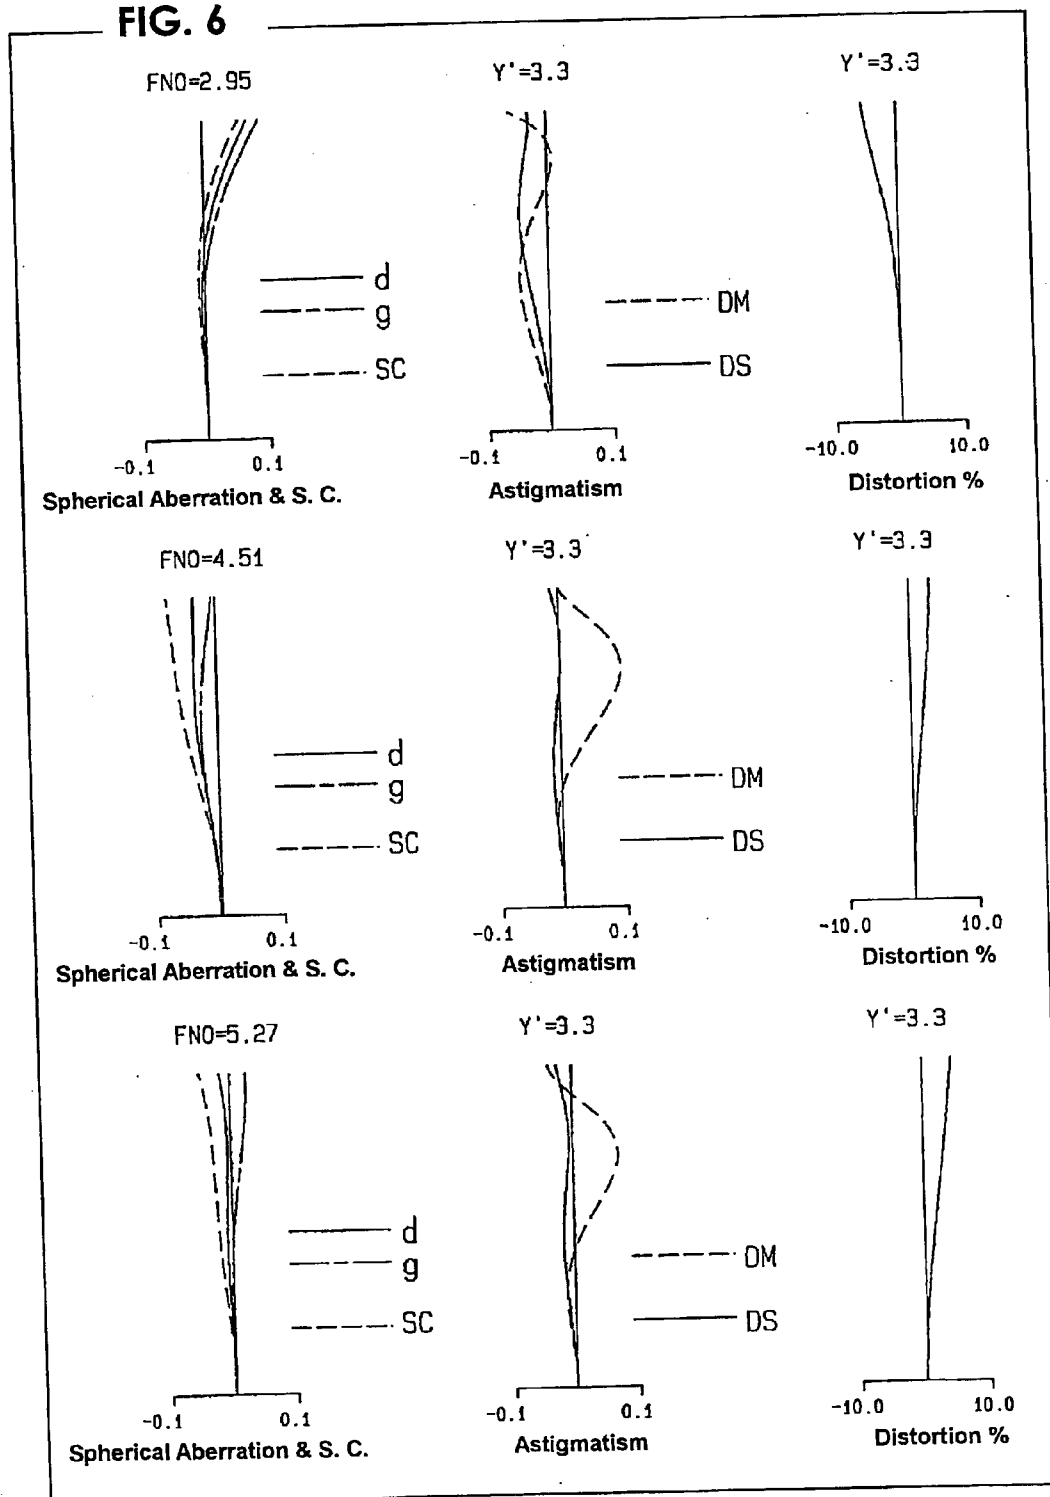 FIG. 6
FNO=2.95
Y'=3.3
Y'=3.3
d
g
SC
DM
DS
-0.1 0.1
-0.1 0.1
-10.0 10.0
Spherical Aberration & S. C.
Astigmatism
Distortion %
FNO=4.51
Y'=3.3
Y'=3.3
d
g
SC
DM
DS
-0.1 0.1
-0.1 0.1
-10.0 10.0
Spherical Aberration & S. C.
Astigmatism
Distortion %
FNO=5.27
Y'=3.3
Y'=3.3
d
g
SC
DM
DS
-0.1 0.1
-0.1 0.1
-10.0 10.0
Spherical Aberration & S. C.
Astigmatism
Distortion %